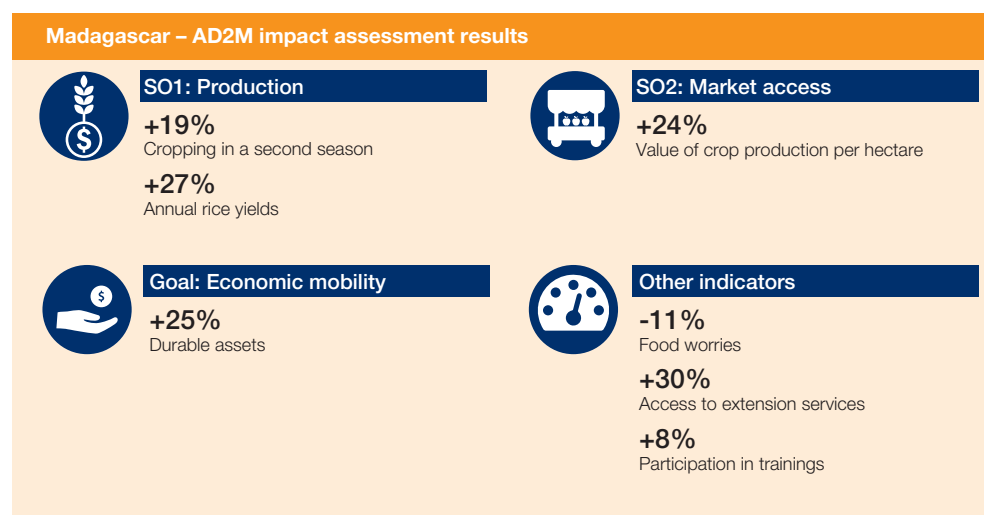 Madagascar – AD2M impact assessment results
SO1: Production
+19%
Cropping in a second season
+27%
Annual rice yields
SO2: Market access
+24%
Value of crop production per hectare
Goal: Economic mobility
+25%
Durable assets
Other indicators
-11%
Food worries
+30%
Access to extension services
+8%
Participation in trainings
$
$